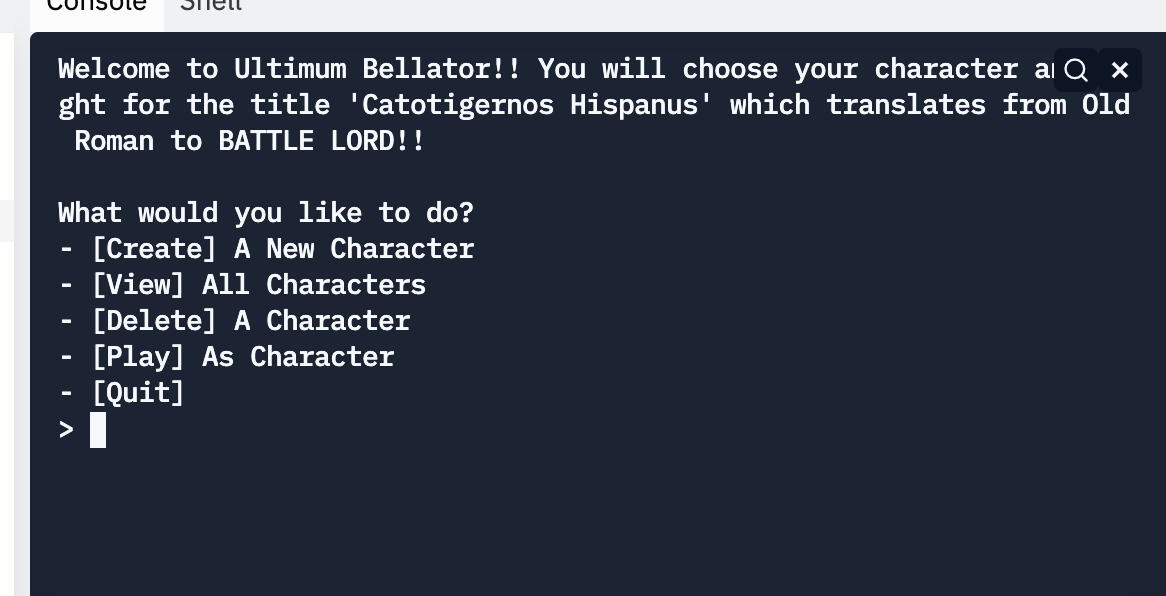 Console Shell
Welcome to Ultimum Bellator!! You will choose your character
ght for the title 'Catotigernos Hispanus' which translates from Old
Roman to BATTLE LORD!!
What would you like to do?
- [Create] A New Character
- [View] All Characters
- [Delete] A Character
- [Play] As Character
- [Quit]
>